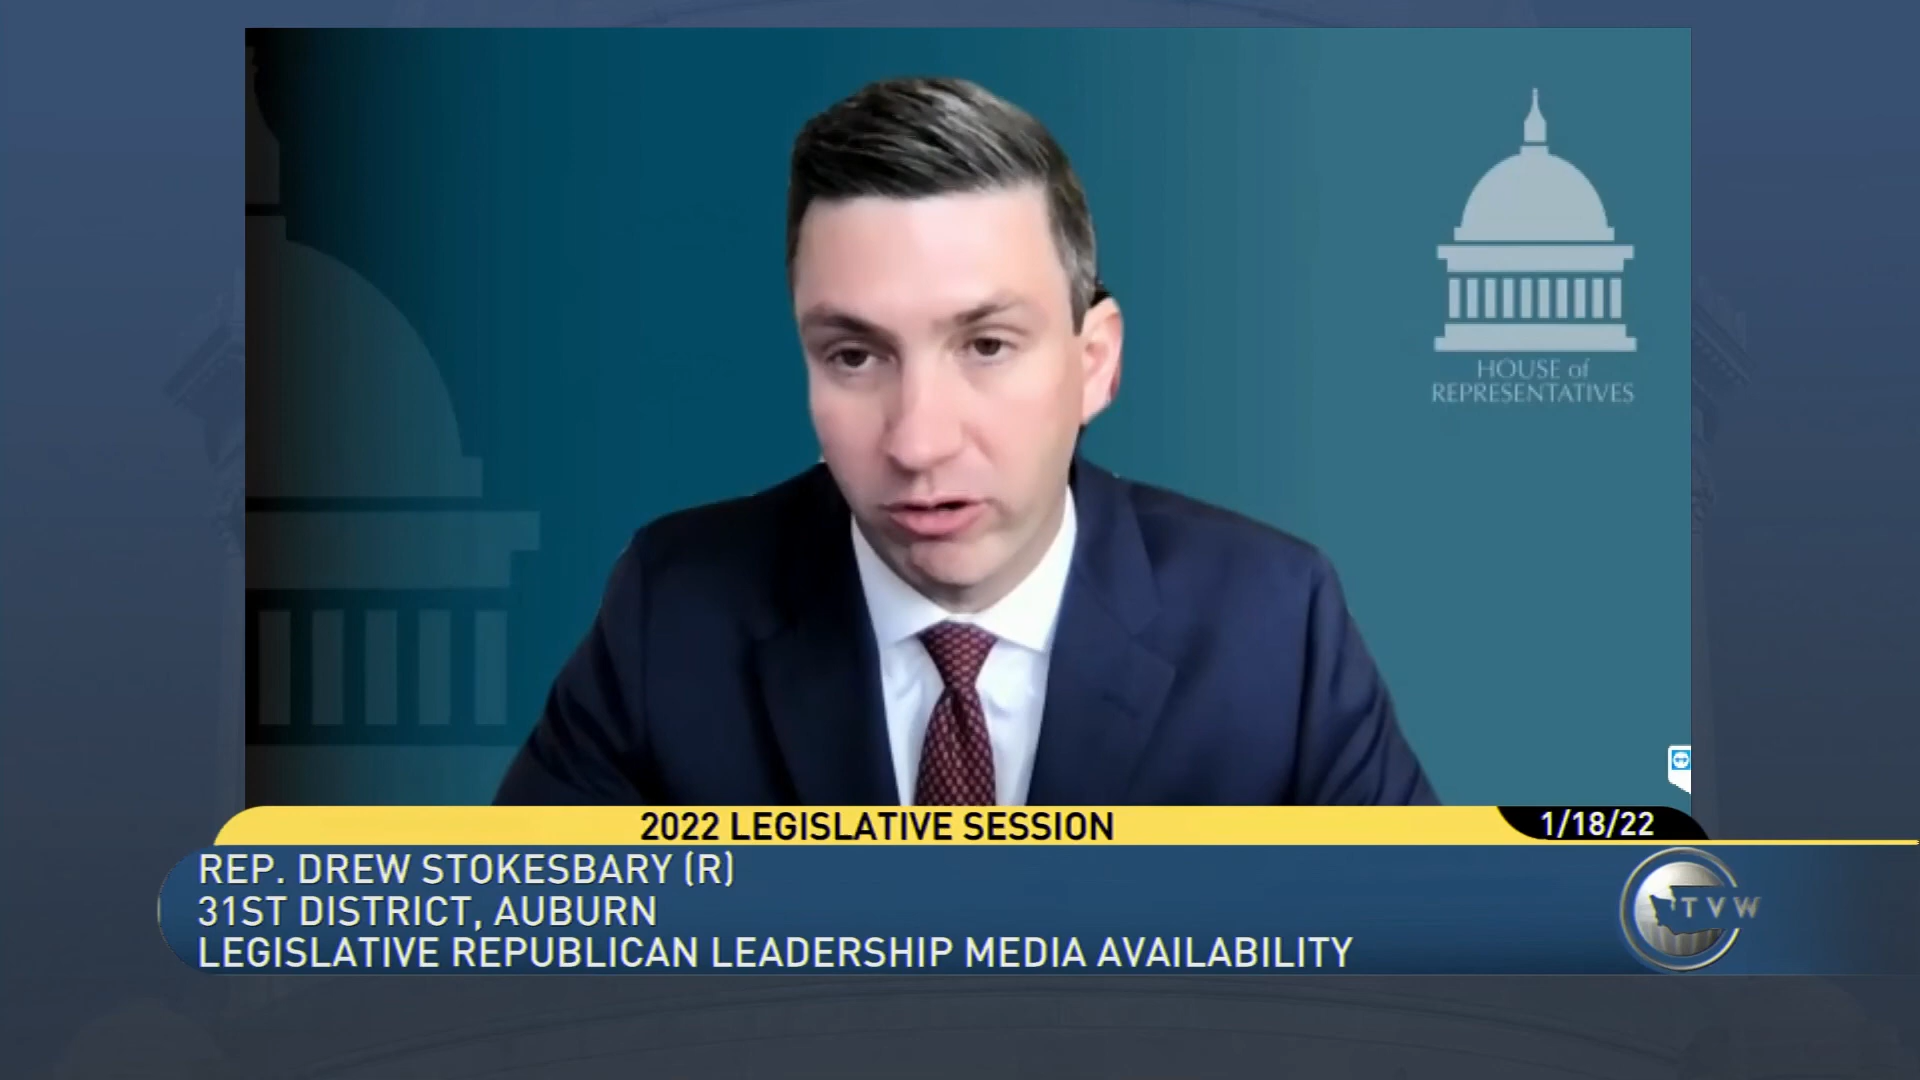 HOUSE of
REPRESENTATIVES
2022 LEGISLATIVE SESSION
1/18/22
REP. DREW STOKESBARY (R)
31ST DISTRICT, AUBURN
LEGISLATIVE REPUBLICAN LEADERSHIP MEDIA AVAILABILITY
TVW